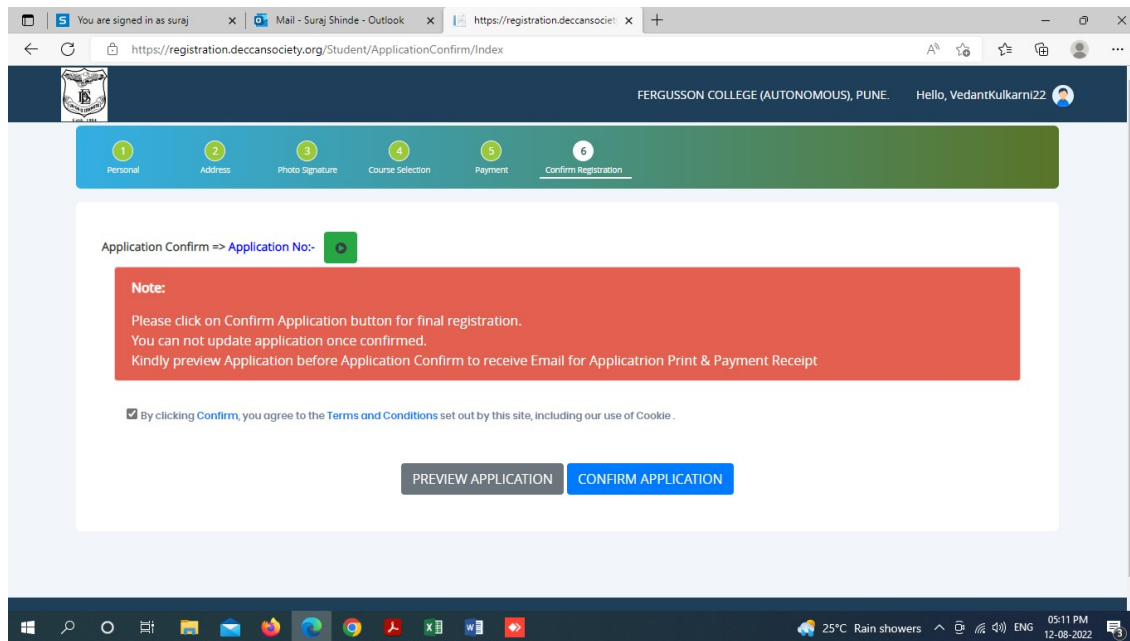 You are signed in as suraj
Mail - Suraj Shinde - Outlook
https://registration.deccansociet
https://registration.deccansociety.org/Student/ApplicationConfirm/Index
FERGUSSON COLLEGE (AUTONOMOUS), PUNE.
Hello, VedantKulkarni22
1
2
3
4
5
6
Personal
Address
Photo Signature
Course Selection
Payment
Confirm Registration
Application Confirm => Application No:-
Note:
Please click on Confirm Application button for final registration.
You can not update application once confirmed.
Kindly preview Application before Application Confirm to receive Email for Applicatrion Print & Payment Receipt
By clicking Confirm, you agree to the Terms and Conditions set out by this site, including our use of Cookie .
PREVIEW APPLICATION
CONFIRM APPLICATION
25°C Rain showers
ENG
05:11 PM
12-08-2022
3